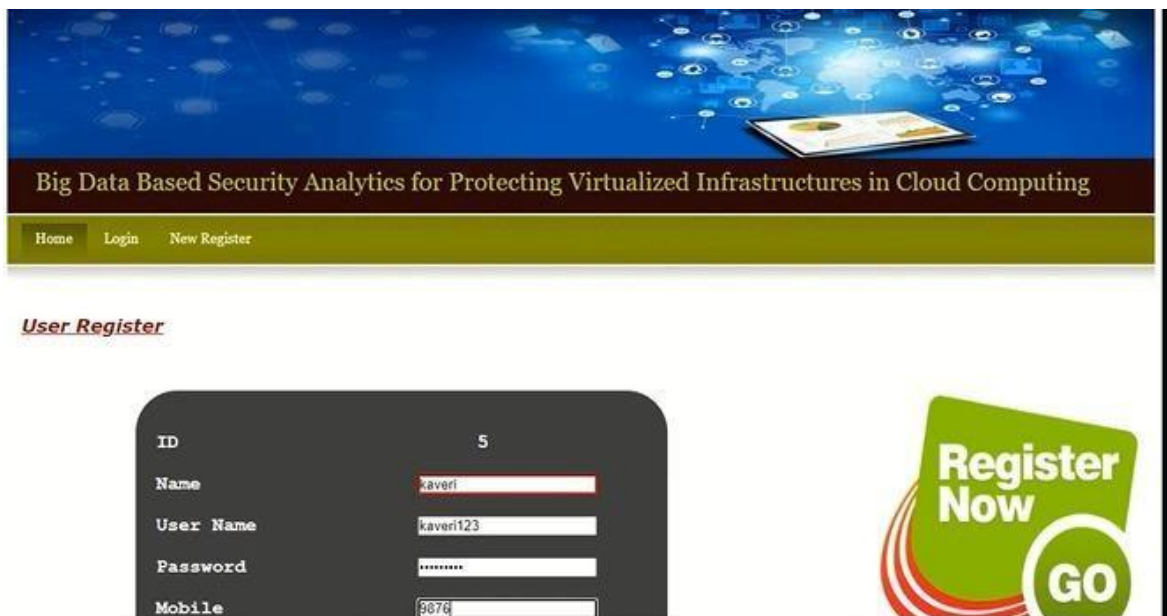 Big Data Based Security Analytics for Protecting Virtualized Infrastructures in Cloud Computing
Home Login New Register
User Register
ID 5
Name kaveri
User Name kaveri123
Password •••••••••
Mobile 9876
Register
Now
GO